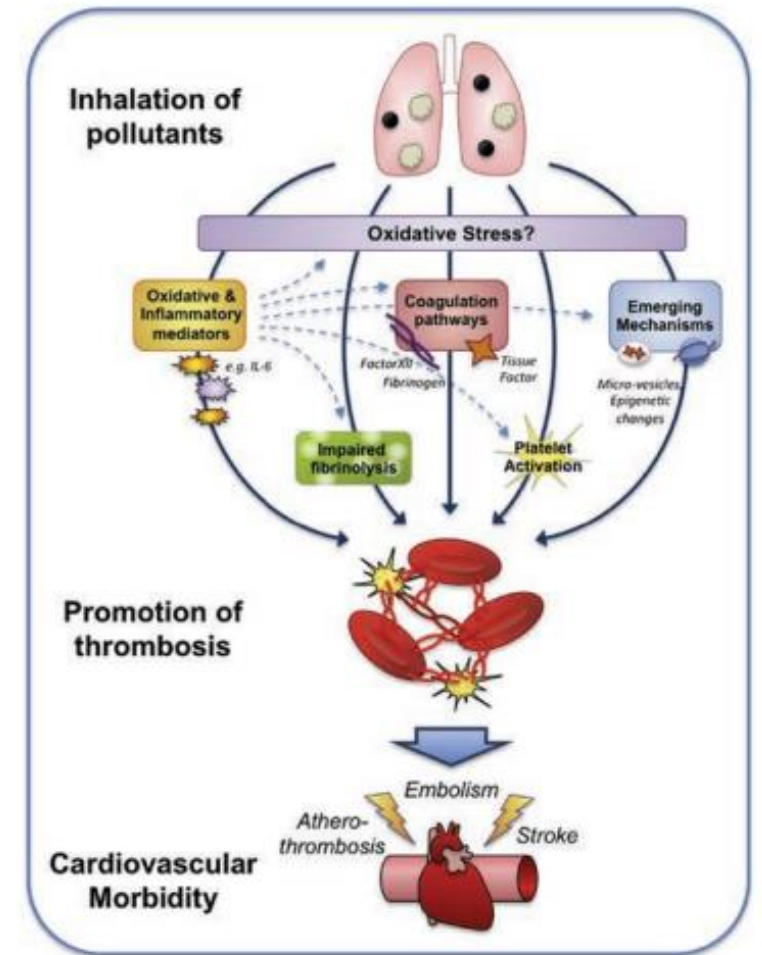 Inhalation of
pollutants
Oxidative Stress?
Oxidative &
Inflammatory
mediators
Coagulation
pathways
Emerging
Mechanisms
e.g. IL-6
FactorXII
Fibrinogen
Tissue
Factor
Micro-vesicles,
Epigenetic
changes
Impaired
fibrinolysis
Platelet
Activation
Promotion of
thrombosis
Embolism
Athero-
thrombosis
Stroke
Cardiovascular
Morbidity